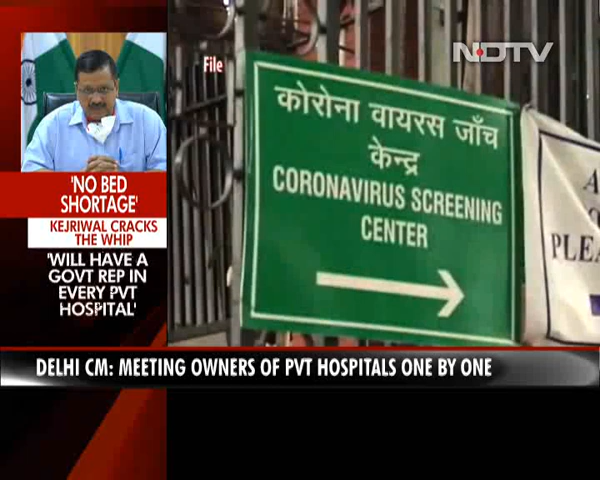 NDTV
File
'NO BED
SHORTAGE'
KEJRIWAL CRACKS
THE WHIP
'WILL HAVE A
GOVT REP IN
EVERY PVT
HOSPITAL'
कोरोना वायरस जाँच
केन्द्र
CORONAVIRUS SCREENING
CENTER
DELHI CM: MEETING OWNERS OF PVT HOSPITALS ONE BY ONE